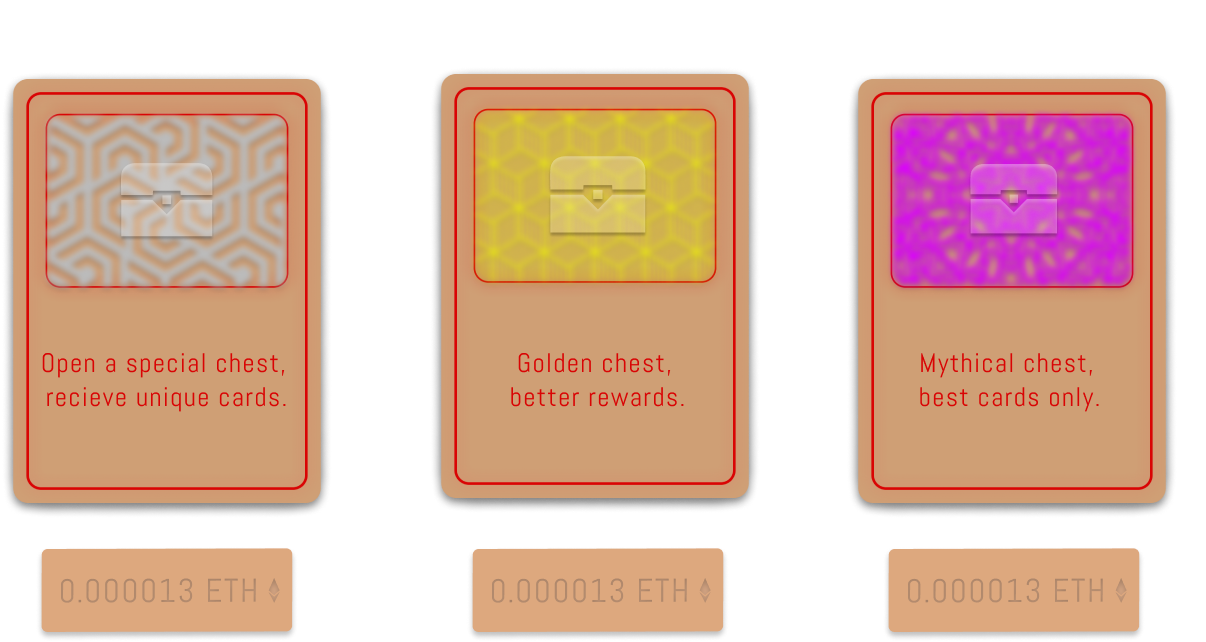 Open a special chest,
recieve unique cards.
Golden chest,
better rewards.
Mythical chest,
best cards only.
0.000013 ETH
0.000013 ETH
0.000013 ETH